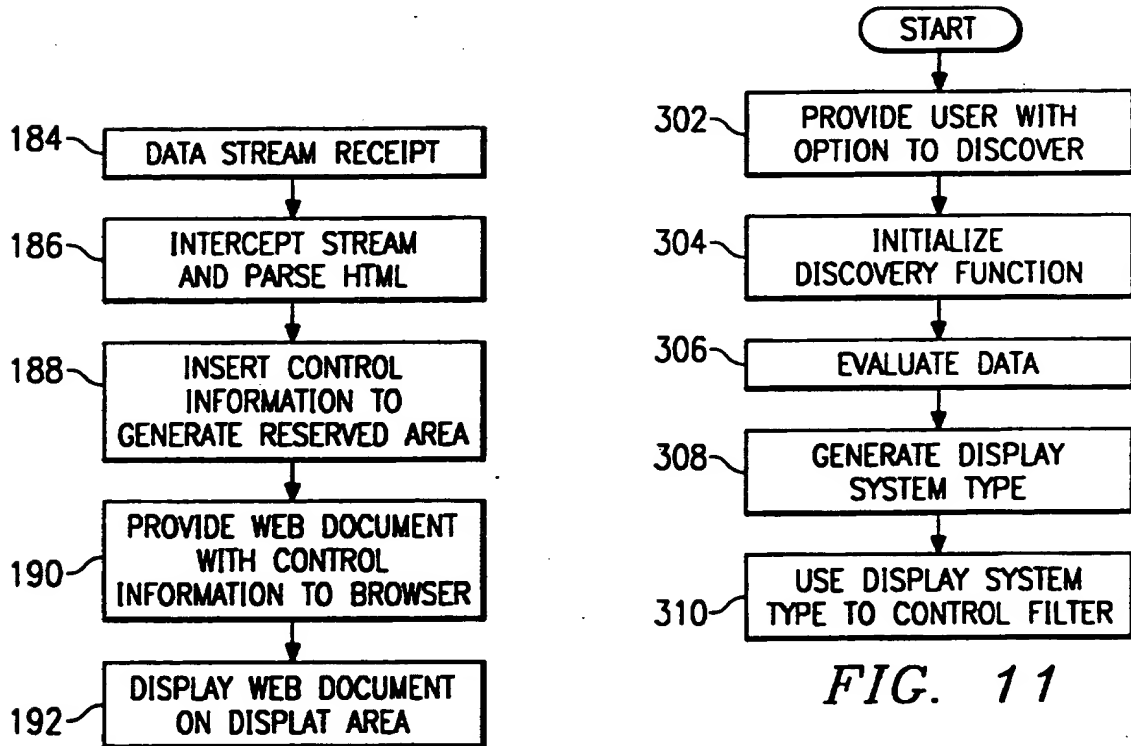 184
DATA STREAM RECEIPT
186
INTERCEPT STREAM
AND PARSE HTML
188
INSERT CONTROL
INFORMATION TO
GENERATE RESERVED AREA
190
PROVIDE WEB DOCUMENT
WITH CONTROL
INFORMATION TO BROWSER
192
DISPLAY WEB DOCUMENT
ON DISPLAT AREA
START
302
PROVIDE USER WITH
OPTION TO DISCOVER
304
INITIALIZE
DISCOVERY FUNCTION
306
EVALUATE DATA
308
GENERATE DISPLAY
SYSTEM TYPE
310
USE DISPLAY SYSTEM
TYPE TO CONTROL FILTER
FIG. 11